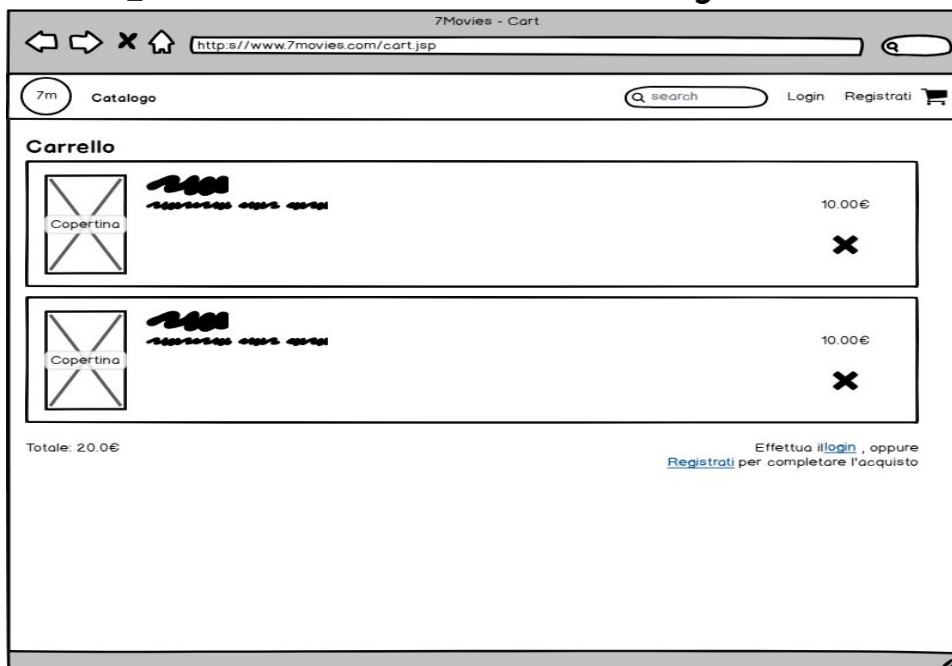 7Movies - Cart
http:s//www.7movies.com/cart.jsp
7m Catalogo search Login Registrati
Carrello
Copertina 10.00€
Copertina 10.00€
Totale: 20.0€ Effettua illogin , oppure
Registrati per completare l'acquisto